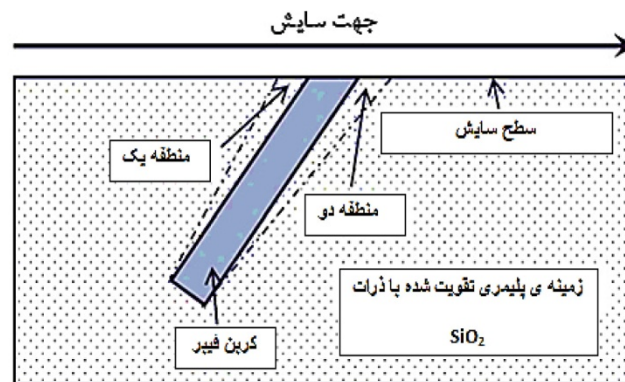 جهت سایش
سطح سایش
منطقه یک
منطقه دو
زمینه ی پلیمری تقویت شده با ذرات
SiO₂
کربن فیبر